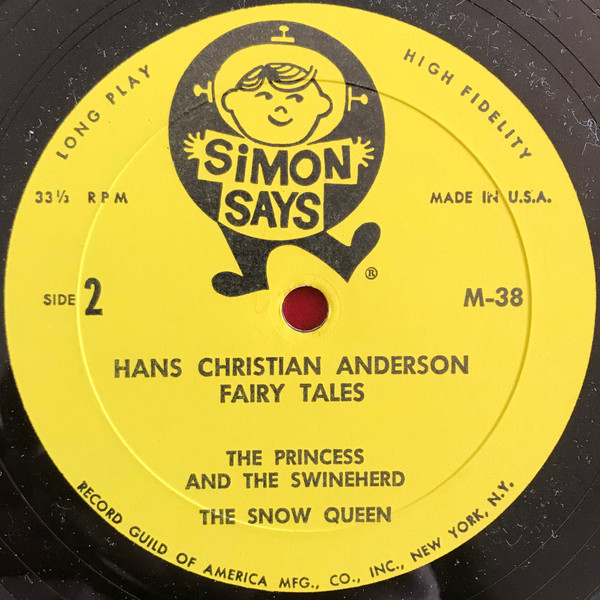 LONG PLAY
HIGH FIDELITY
SiMON
SAYS
®
33⅓ RPM
MADE IN U.S.A.
SIDE 2
M-38
HANS CHRISTIAN ANDERSON
FAIRY TALES
THE PRINCESS
AND THE SWINEHERD
THE SNOW QUEEN
RECORD GUILD OF AMERICA MFG., CO., INC., NEW YORK, N.Y.